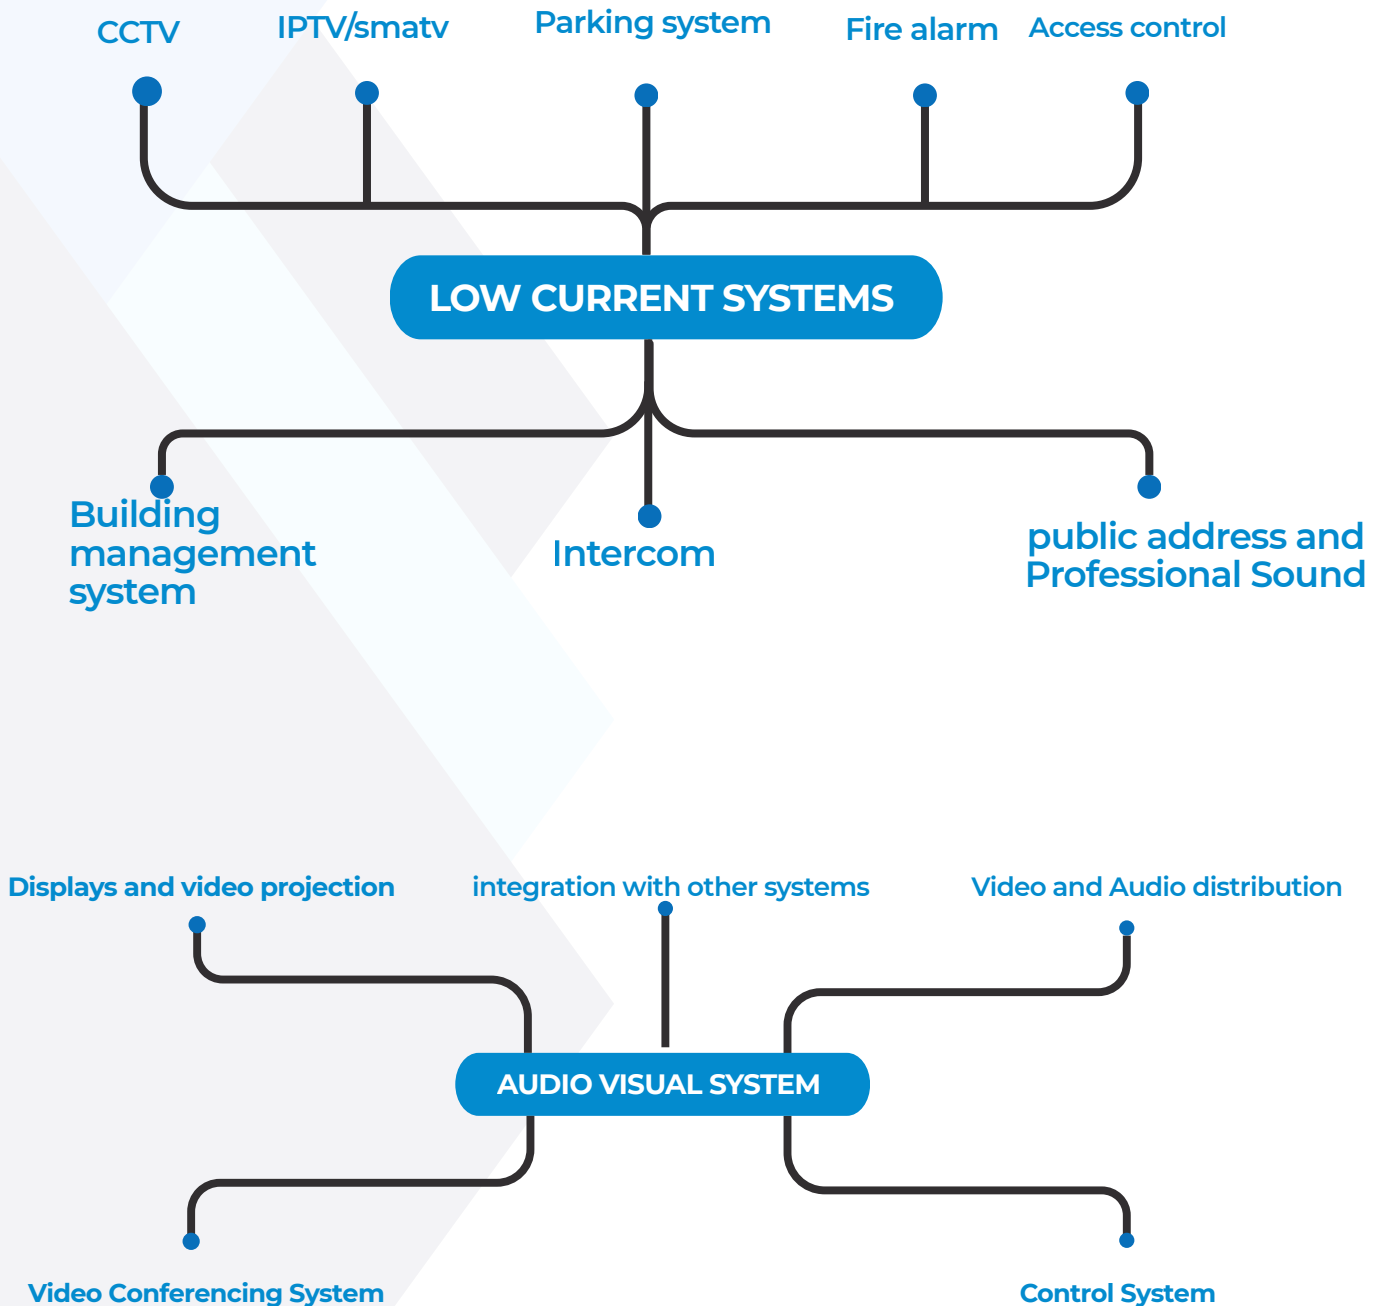 CCTV
IPTV/smatv
Parking system
Fire alarm
Access control
LOW CURRENT SYSTEMS
Building
management
system
Intercom
public address and
Professional Sound
Displays and video projection
integration with other systems
Video and Audio distribution
AUDIO VISUAL SYSTEM
Video Conferencing System
Control System